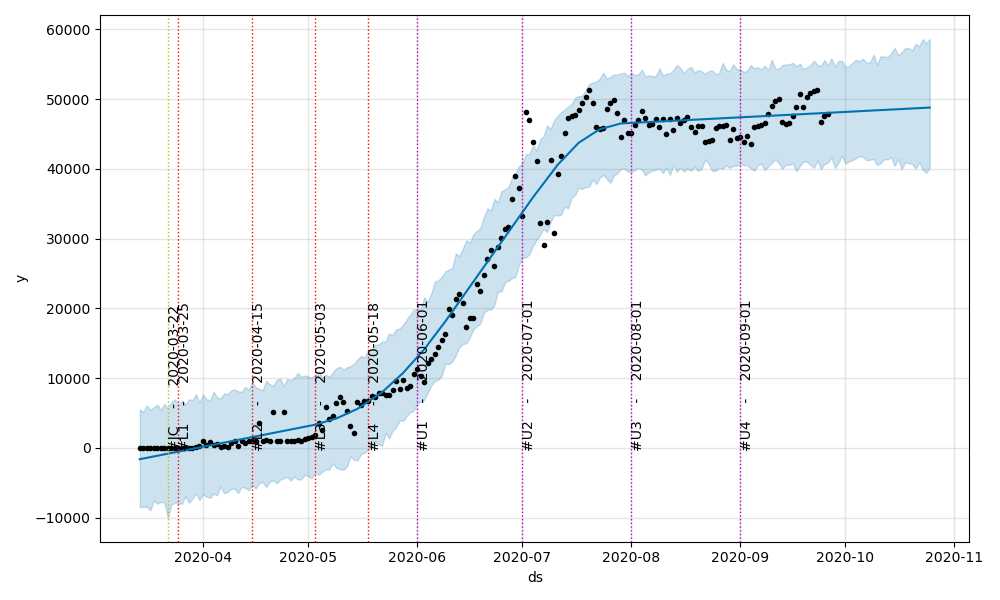 60000
50000
40000
30000
20000
10000
0
−10000
y
#C - 2020-03-22
#L1 - 2020-03-25
#L2 - 2020-04-15
#L3 - 2020-05-03
#L4 - 2020-05-18
#U1 - 2020-06-01
#U2 - 2020-07-01
#U3 - 2020-08-01
#U4 - 2020-09-01
2020-04 2020-05 2020-06 2020-07 2020-08 2020-09 2020-10 2020-11
ds